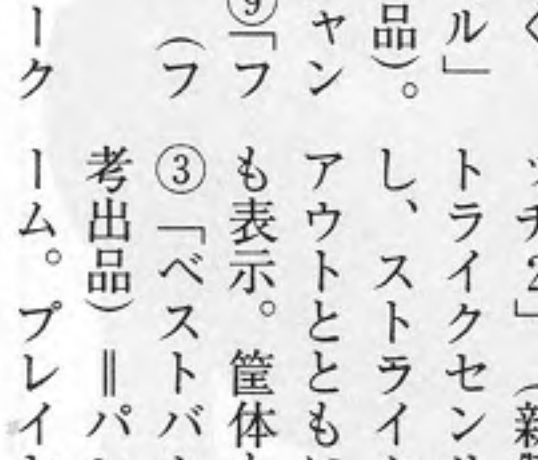 ル」
品）。
ャン
⑨「フ
（フ
ーク
ッチ2」（新
トライクセン
し、ストライ
アウトととも
も表示。筐体
③「ベストバ
考出品）＝パ
ーム。プレイ